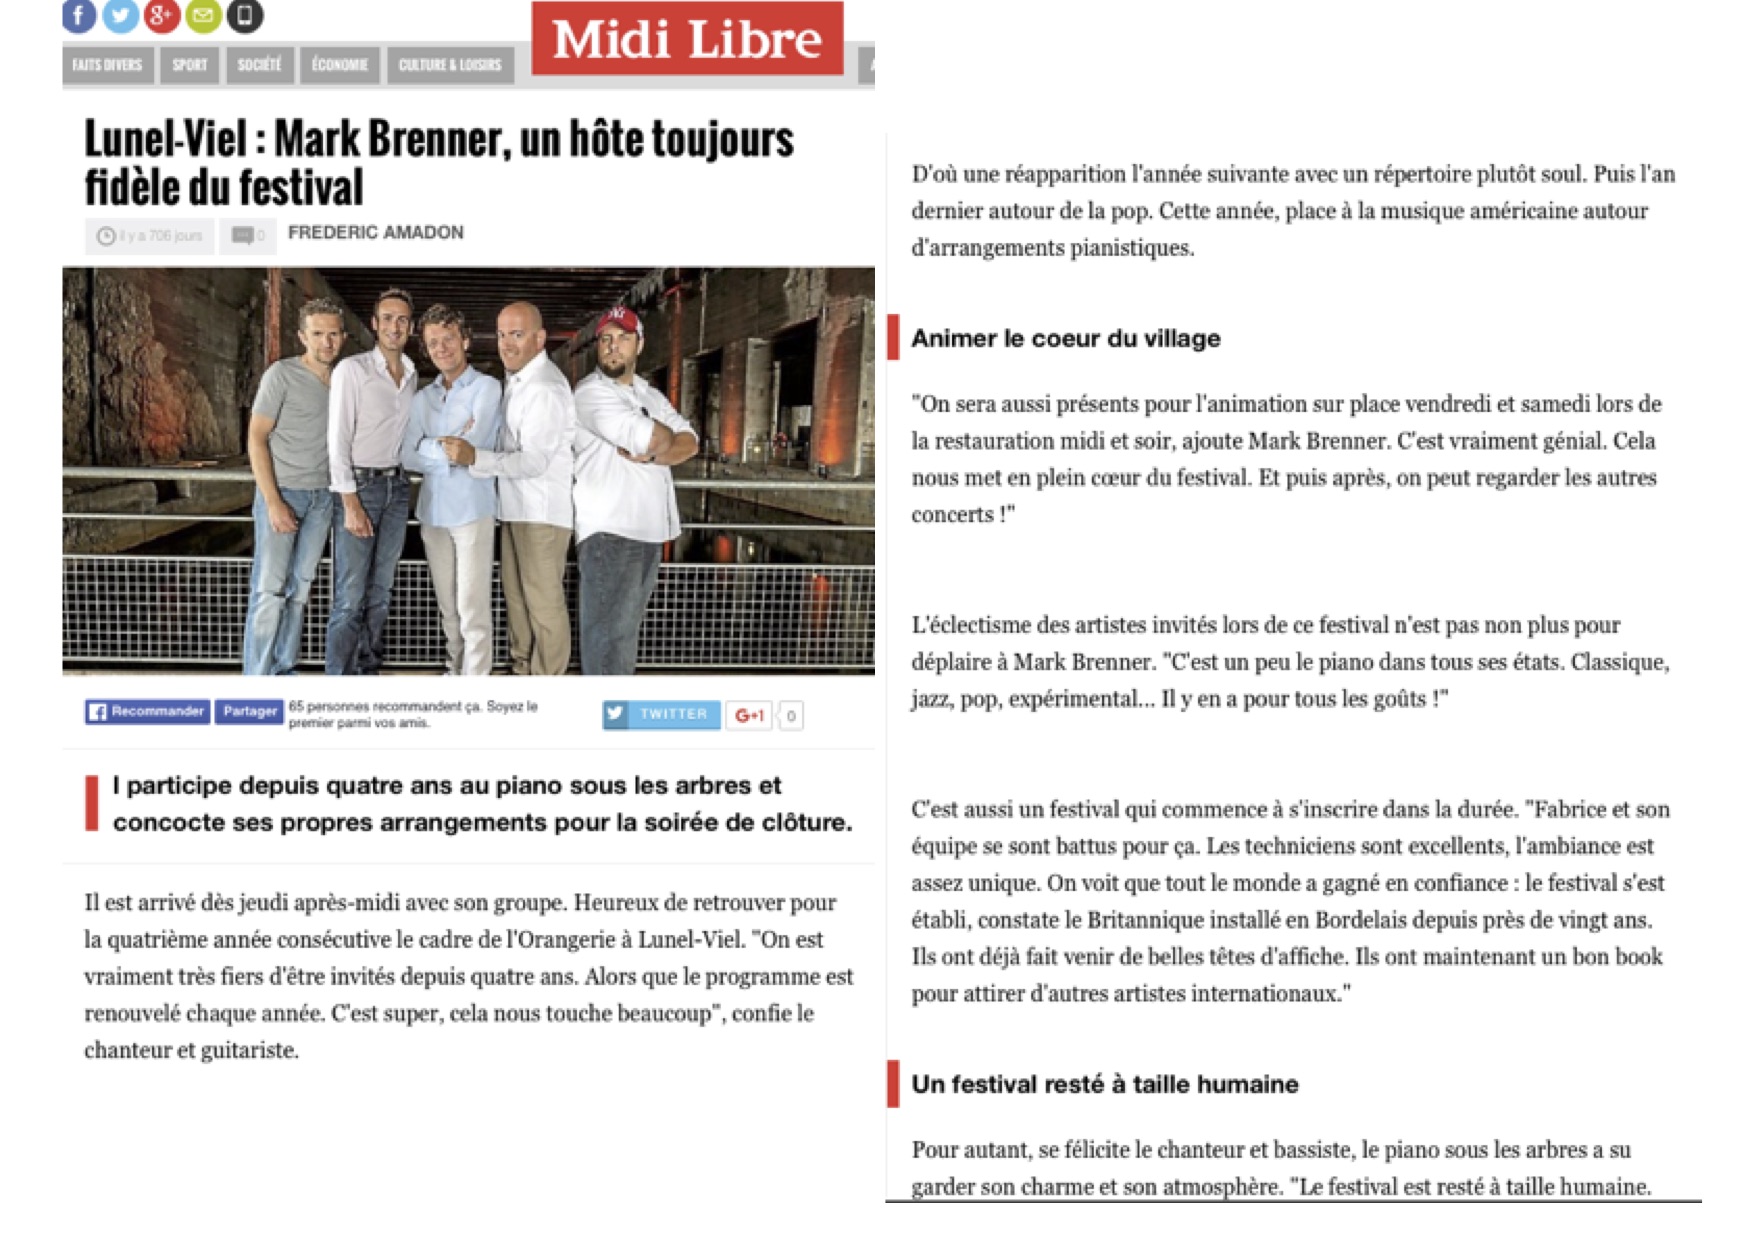 Midi Libre
FAITS DIVERS
SPORT
SOCIÉTÉ
ÉCONOMIE
CULTURE & LOISIRS
Lunel-Viel : Mark Brenner, un hôte toujours
fidèle du festival
il y a 706 jours
0
FREDERIC AMADON
Recommander
Partager
65 personnes recommandent ça. Soyez le
premier parmi vos amis.
TWITTER
G+1
0
l participe depuis quatre ans au piano sous les arbres et
concocte ses propres arrangements pour la soirée de clôture.
Il est arrivé dès jeudi après-midi avec son groupe. Heureux de retrouver pour
la quatrième année consécutive le cadre de l'Orangerie à Lunel-Viel. "On est
vraiment très fiers d'être invités depuis quatre ans. Alors que le programme est
renouvelé chaque année. C'est super, cela nous touche beaucoup", confie le
chanteur et guitariste.
D'où une réapparition l'année suivante avec un répertoire plutôt soul. Puis l'an
dernier autour de la pop. Cette année, place à la musique américaine autour
d'arrangements pianistiques.
Animer le coeur du village
"On sera aussi présents pour l'animation sur place vendredi et samedi lors de
la restauration midi et soir, ajoute Mark Brenner. C'est vraiment génial. Cela
nous met en plein cœur du festival. Et puis après, on peut regarder les autres
concerts !"
L'éclectisme des artistes invités lors de ce festival n'est pas non plus pour
déplaire à Mark Brenner. "C'est un peu le piano dans tous ses états. Classique,
jazz, pop, expérimental... Il y en a pour tous les goûts !"
C'est aussi un festival qui commence à s'inscrire dans la durée. "Fabrice et son
équipe se sont battus pour ça. Les techniciens sont excellents, l'ambiance est
assez unique. On voit que tout le monde a gagné en confiance : le festival s'est
établi, constate le Britannique installé en Bordelais depuis près de vingt ans.
Ils ont déjà fait venir de belles têtes d'affiche. Ils ont maintenant un bon book
pour attirer d'autres artistes internationaux."
Un festival resté à taille humaine
Pour autant, se félicite le chanteur et bassiste, le piano sous les arbres a su
garder son charme et son atmosphère. "Le festival est resté à taille humaine.